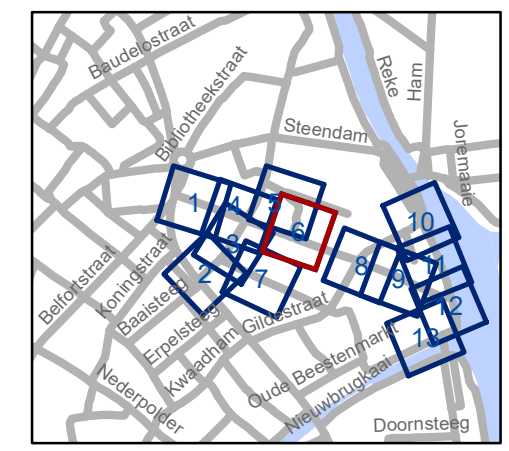 Baudelostraat
Bibliotheekstraat
Reke
Ham
Steendam
Joremaaie
1
4
5
6
10
3
2
7
8
9
11
12
13
Belfortstraat
Koningstraat
Baaisteeg
Erpelsteeg
Kwaadham
Gildestraat
Nederpolder
Oude Beestenmarkt
Nieuwbrugkaai
Doornsteeg